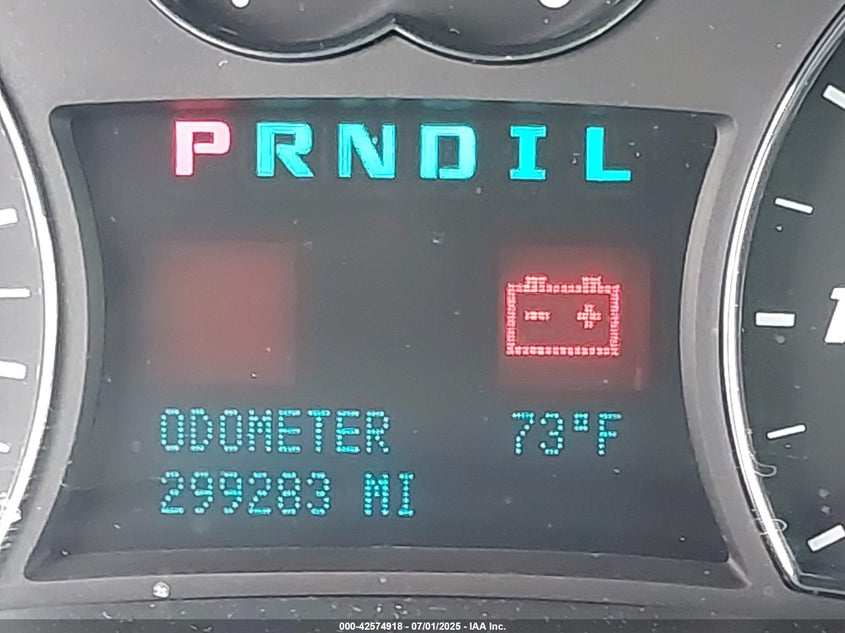 PRNDIL
ODOMETER 73°F
299283 MI
000-42574918 - 07/01/2025 - IAA Inc.